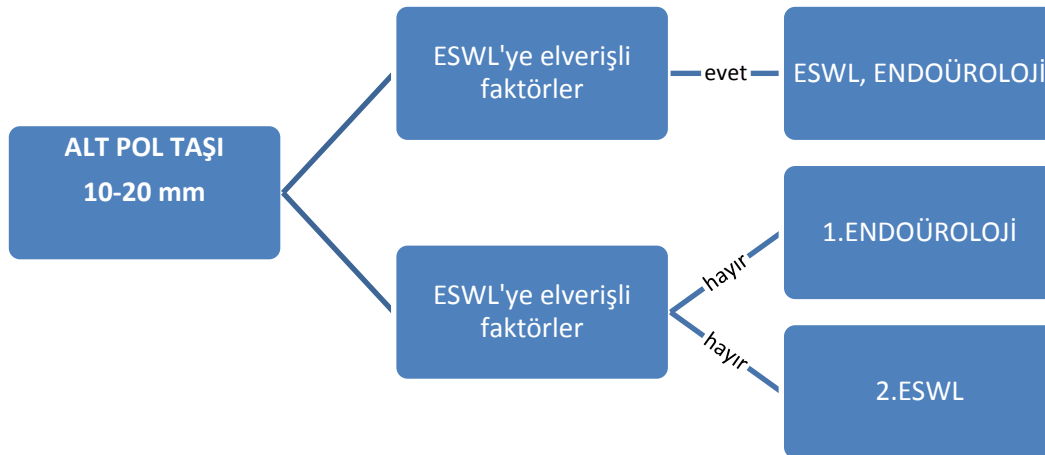 ALT POL TAŞI
10-20 mm
ESWL'ye elverişli
faktörler
evet
ESWL, ENDOÜROLOJİ
ESWL'ye elverişli
faktörler
hayır
1.ENDOÜROLOJİ
hayır
2.ESWL